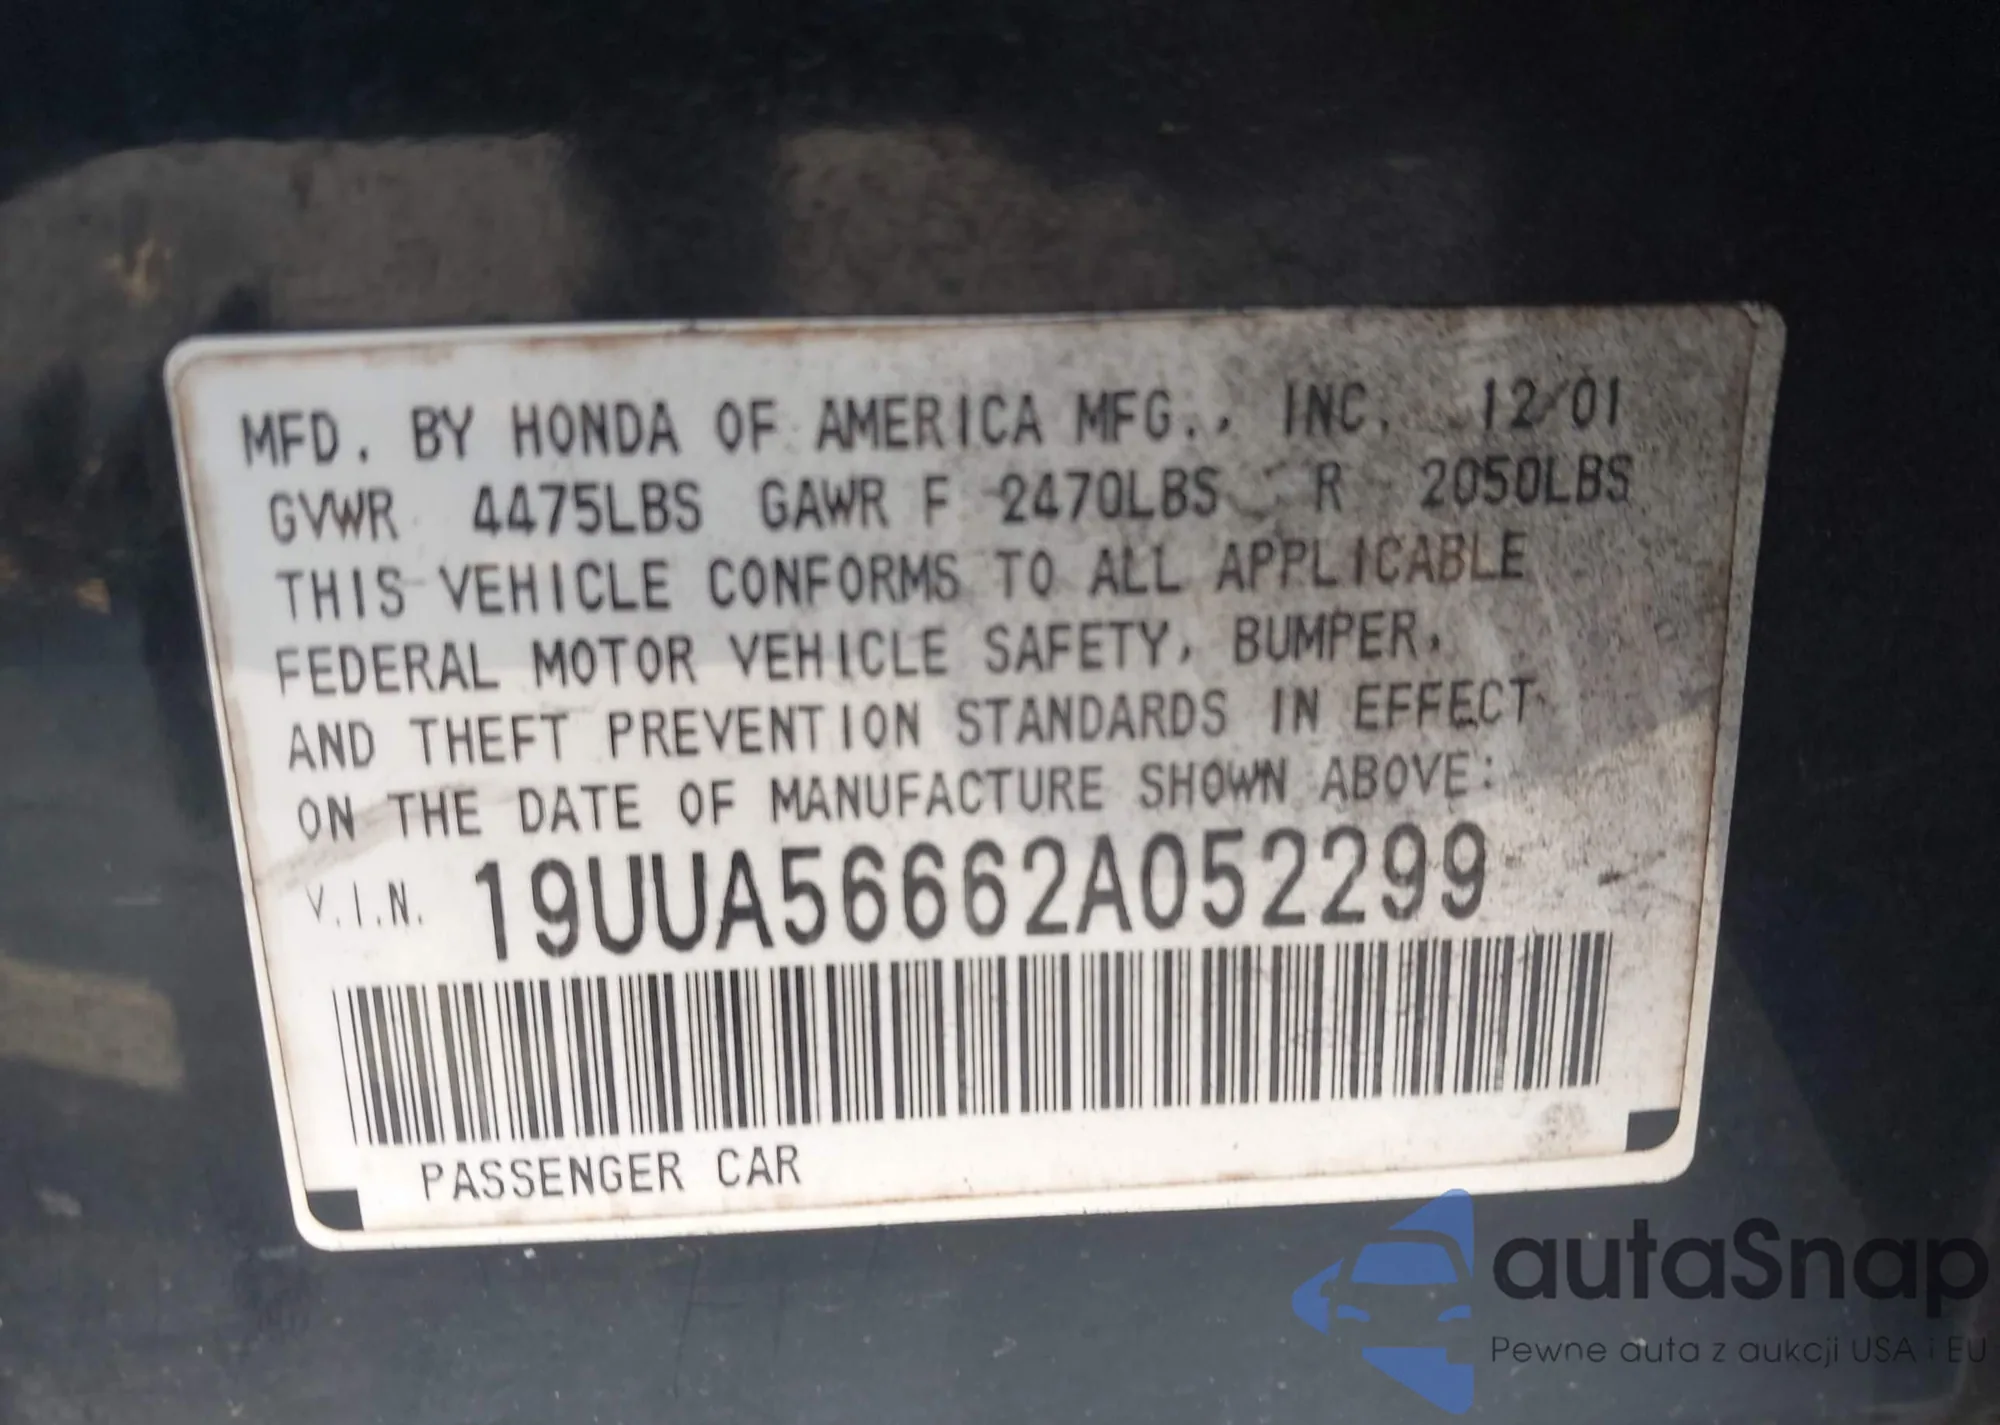 MFD. BY HONDA OF AMERICA MFG., INC. 12/01
GVWR 4475LBS GAWR F 2470LBS R 2050LBS
THIS VEHICLE CONFORMS TO ALL APPLICABLE
FEDERAL MOTOR VEHICLE SAFETY, BUMPER,
AND THEFT PREVENTION STANDARDS IN EFFECT
ON THE DATE OF MANUFACTURE SHOWN ABOVE:
V.I.N. 19UUA56662A052299
PASSENGER CAR
autaSnap
Pewne auta z aukcji USA i EU